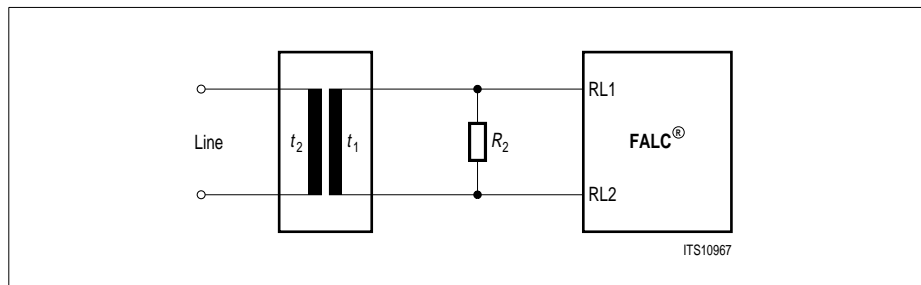 RL1
Line
t2
t1
R2
FALC®
RL2
ITS10967